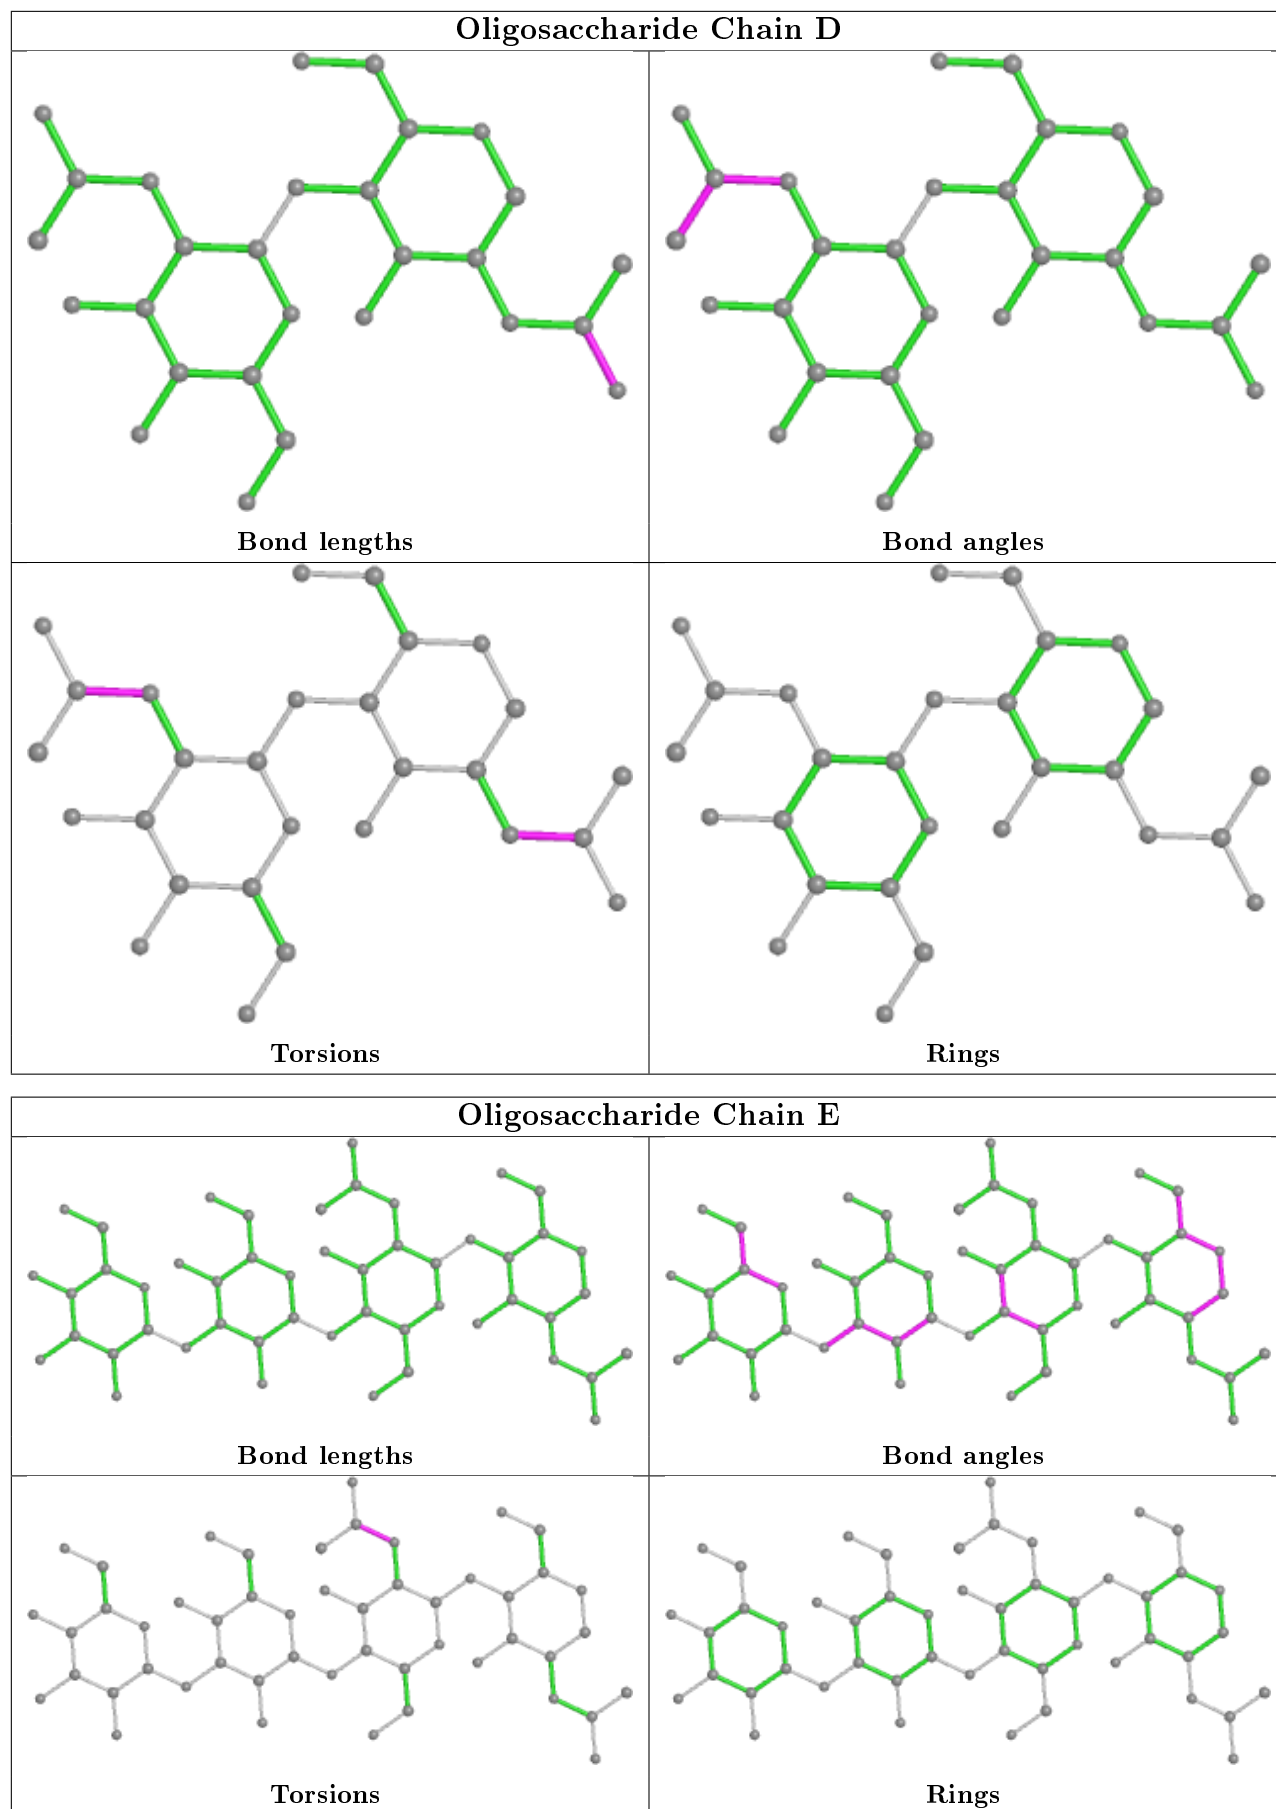 Oligosaccharide Chain D
Bond lengths
Bond angles
Torsions
Rings
Oligosaccharide Chain E
Bond lengths
Bond angles
Torsions
Rings